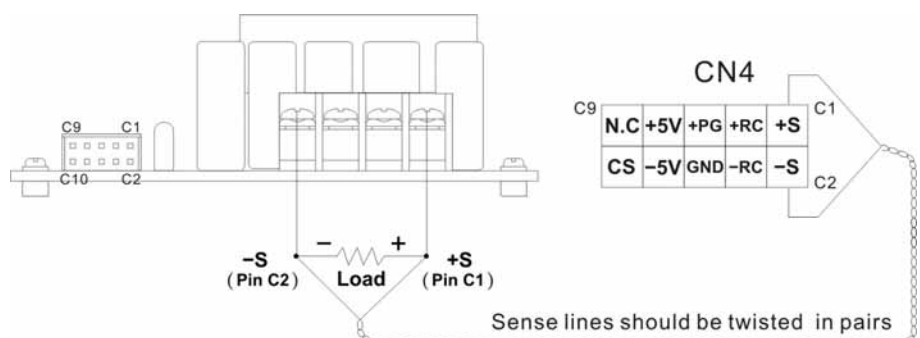 CN4
C9 C1
C10 C2
C9 C1
N.C +5V +PG +RC +S
CS −5V GND −RC −S
C2
− +
−S Load +S
(Pin C2) (Pin C1)
Sense lines should be twisted in pairs